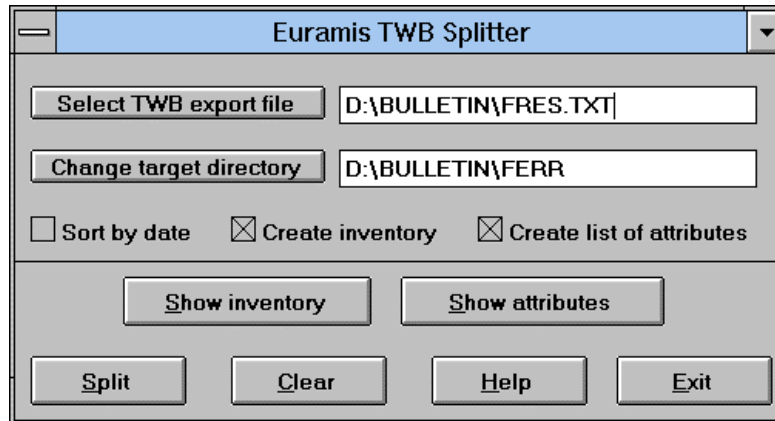 Euramis TWB Splitter
Select TWB export file D:\BULLETIN\FRES.TXT
Change target directory D:\BULLETIN\FERR
Sort by date Create inventory Create list of attributes
Show inventory Show attributes
Split Clear Help Exit